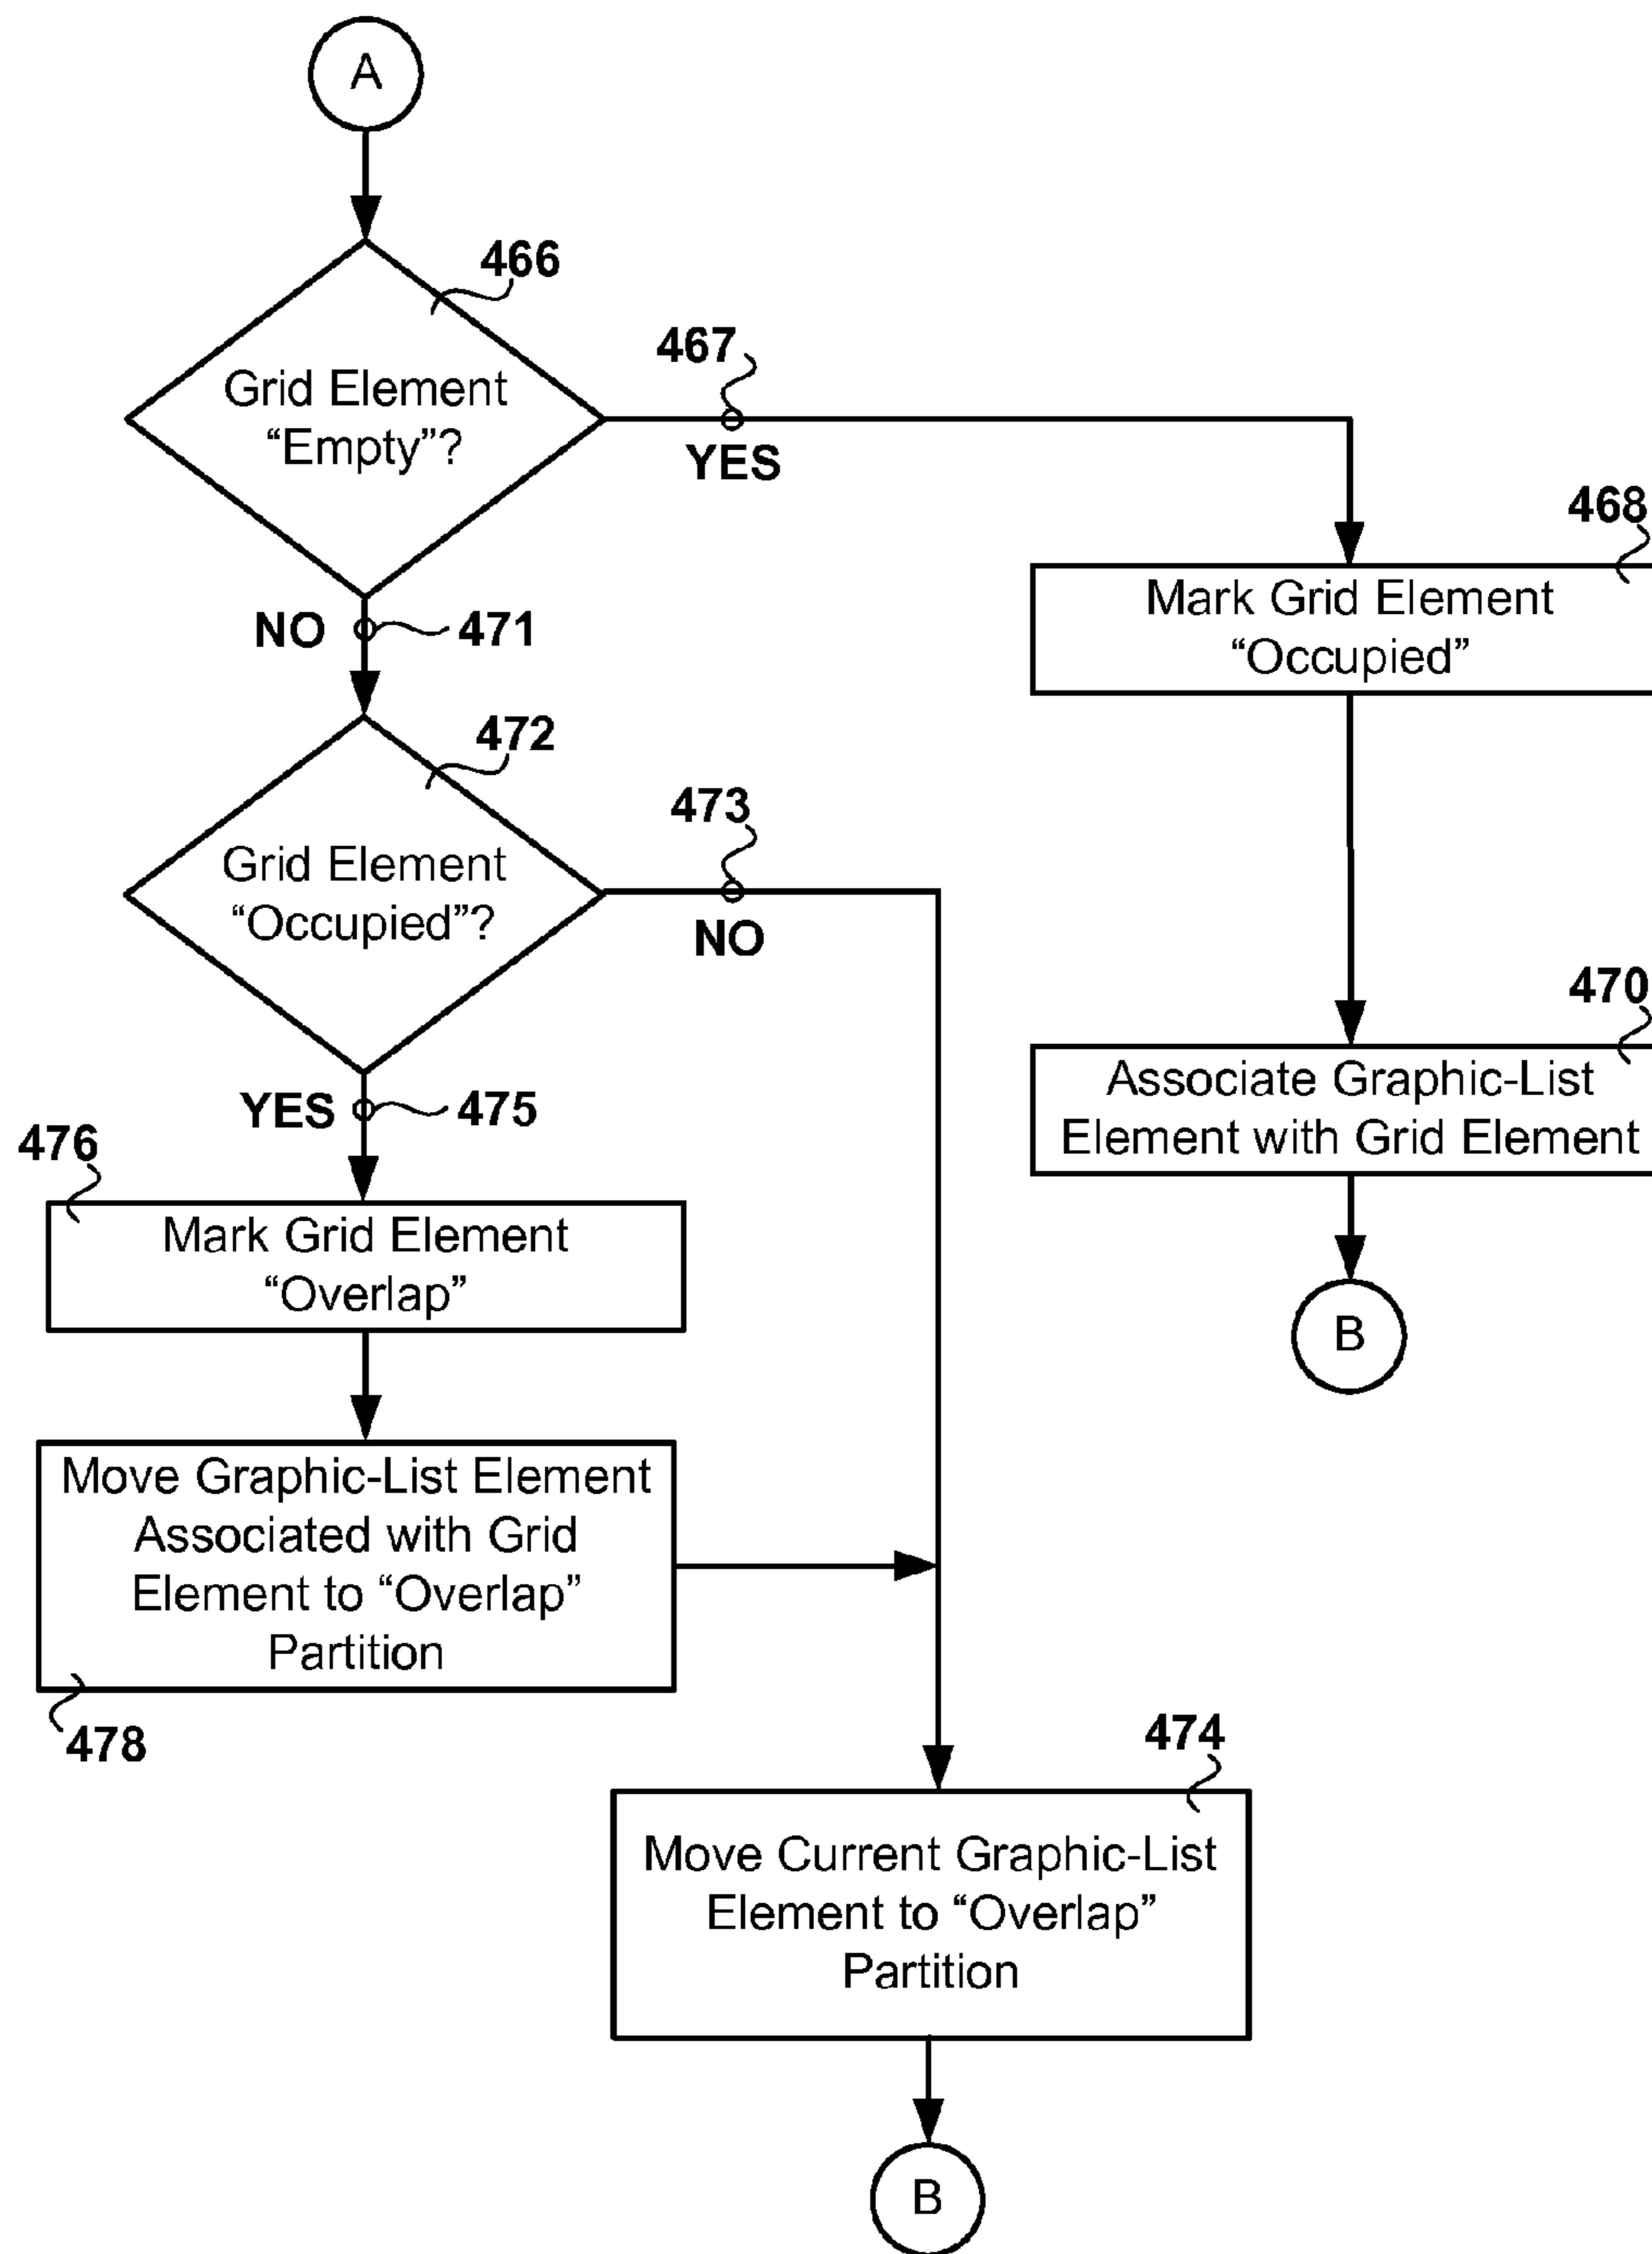 A
466
Grid Element
“Empty”?
467
YES
468
Mark Grid Element
“Occupied”
NO
471
472
Grid Element
“Occupied”?
473
NO
470
Associate Graphic-List
Element with Grid Element
YES
475
476
Mark Grid Element
“Overlap”
B
Move Graphic-List Element
Associated with Grid
Element to “Overlap”
Partition
478
474
Move Current Graphic-List
Element to “Overlap”
Partition
B